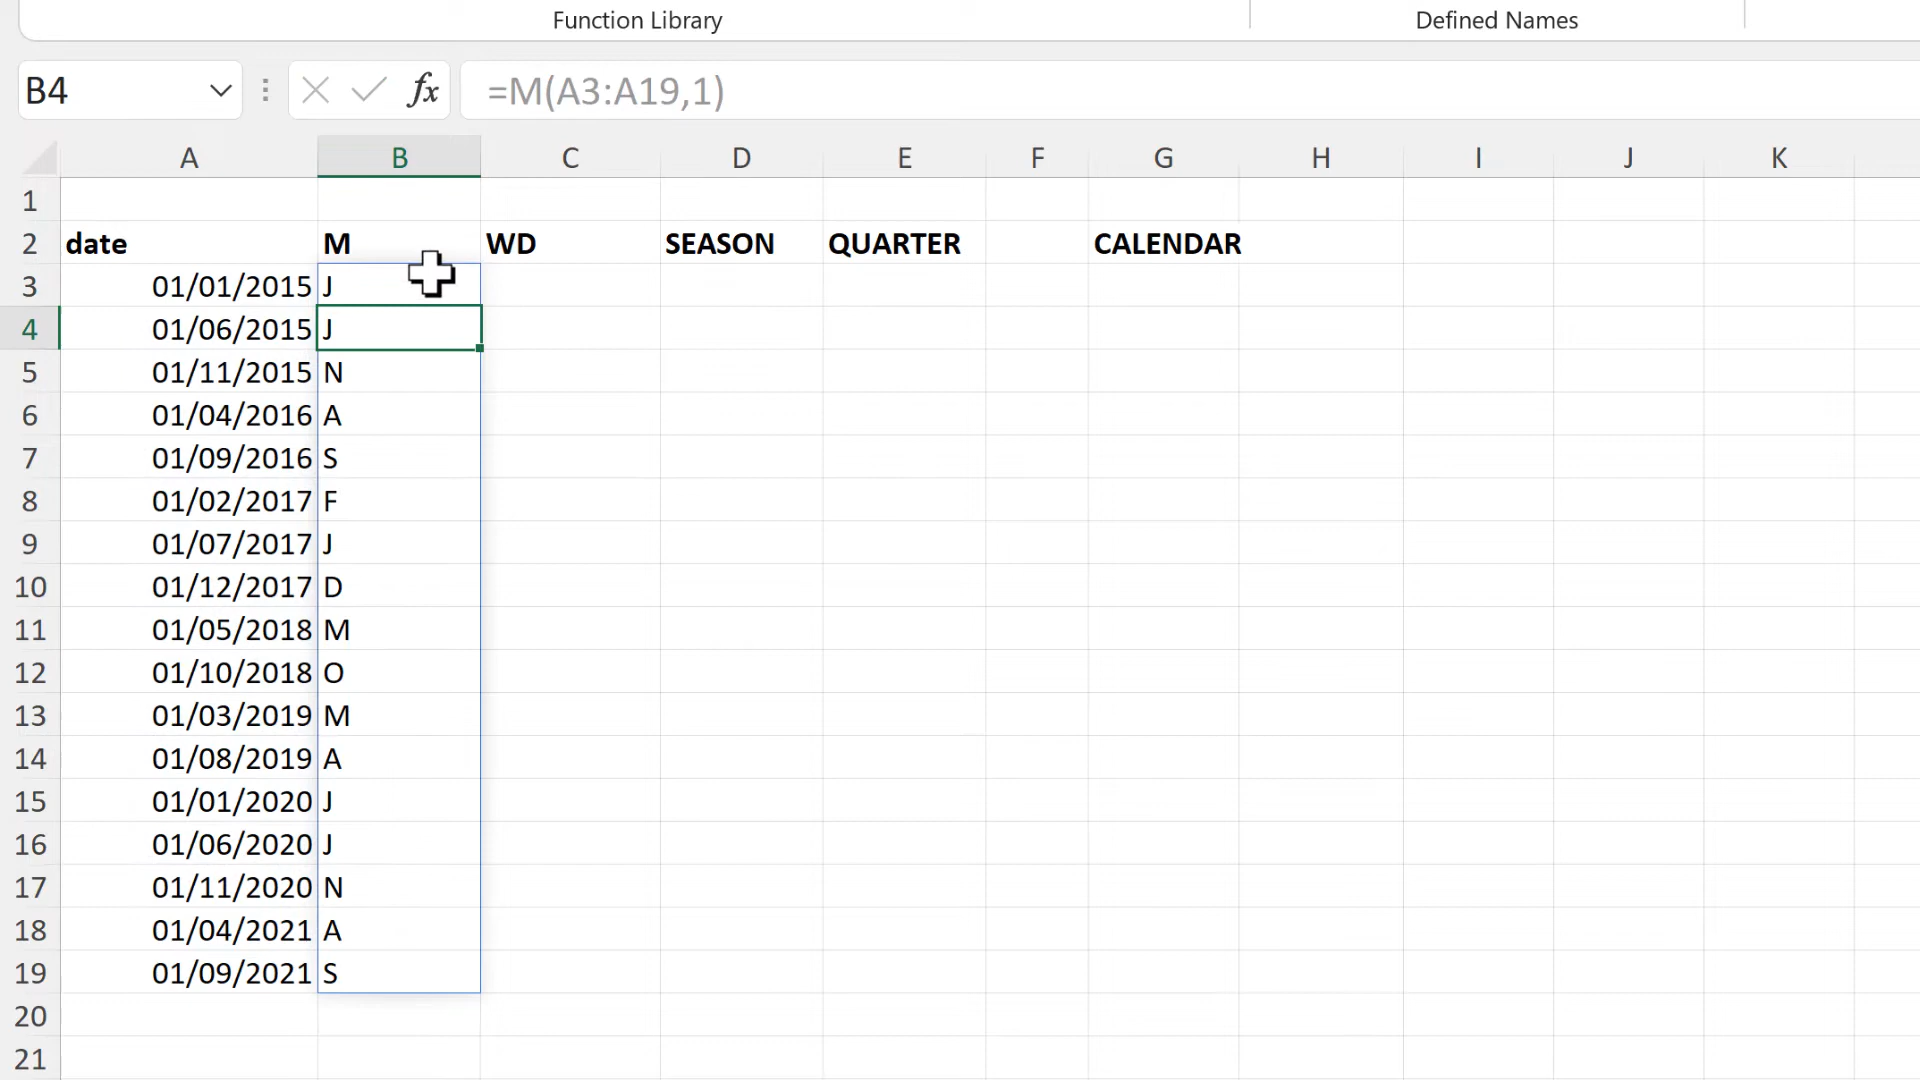 Function Library Defined Names
B4 fx =M(A3:A19,1)
A B C D E F G H I J K
1
2 date M WD SEASON QUARTER CALENDAR
3 01/01/2015 J
4 01/06/2015 J
5 01/11/2015 N
6 01/04/2016 A
7 01/09/2016 S
8 01/02/2017 F
9 01/07/2017 J
10 01/12/2017 D
11 01/05/2018 M
12 01/10/2018 O
13 01/03/2019 M
14 01/08/2019 A
15 01/01/2020 J
16 01/06/2020 J
17 01/11/2020 N
18 01/04/2021 A
19 01/09/2021 S
20
21